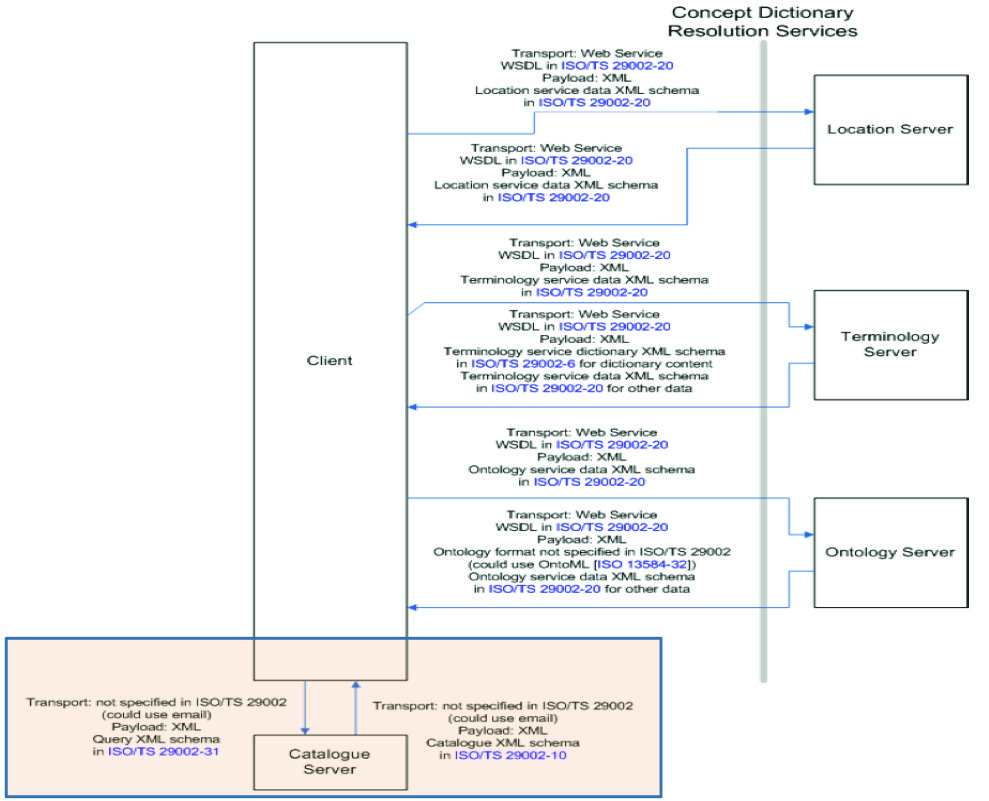 Concept Dictionary
Resolution Services
Transport: Web Service
WSDL in ISO/TS 29002-20
Payload: XML
Location service data XML schema
in ISO/TS 29002-20
Location Server
Transport: Web Service
WSDL in ISO/TS 29002-20
Payload: XML
Location service data XML schema
in ISO/TS 29002-20
Transport: Web Service
WSDL in ISO/TS 29002-20
Payload: XML
Terminology service data XML schema
in ISO/TS 29002-20
Terminology
Server
Transport: Web Service
WSDL in ISO/TS 29002-20
Payload: XML
Terminology service dictionary XML schema
in ISO/TS 29002-6 for dictionary content
Terminology service data XML schema
in ISO/TS 29002-20 for other data
Client
Transport: Web Service
WSDL in ISO/TS 29002-20
Payload: XML
Ontology service data XML schema
in ISO/TS 29002-20
Ontology Server
Transport: Web Service
WSDL in ISO/TS 29002-20
Payload: XML
Ontology format not specified in ISO/TS 29002
(could use OntoML [ISO 13584-32])
Ontology service data XML schema
in ISO/TS 29002-20 for other data
Transport: not specified in ISO/TS 29002
(could use email)
Payload: XML
Query XML schema
in ISO/TS 29002-31
Transport: not specified in ISO/TS 29002
(could use email)
Payload: XML
Catalogue XML schema
in ISO/TS 29002-10
Catalogue
Server